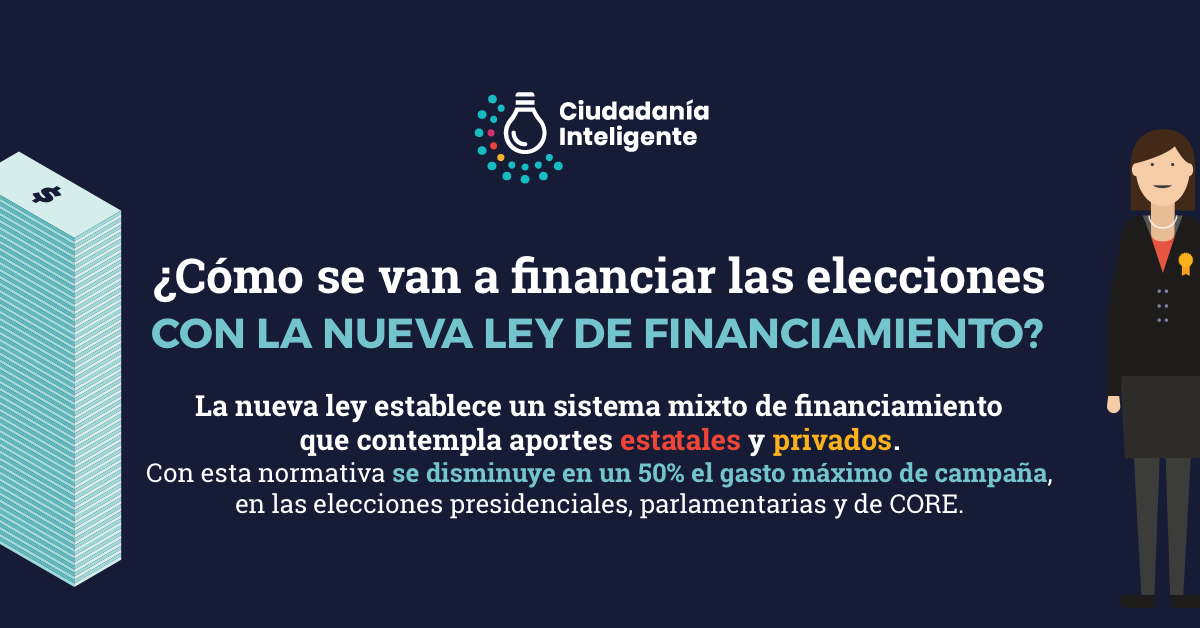 Ciudadanía
Inteligente
$
¿Cómo se van a financiar las elecciones
CON LA NUEVA LEY DE FINANCIAMIENTO?
La nueva ley establece un sistema mixto de financiamiento
que contempla aportes estatales y privados.
Con esta normativa se disminuye en un 50% el gasto máximo de campaña,
en las elecciones presidenciales, parlamentarias y de CORE.